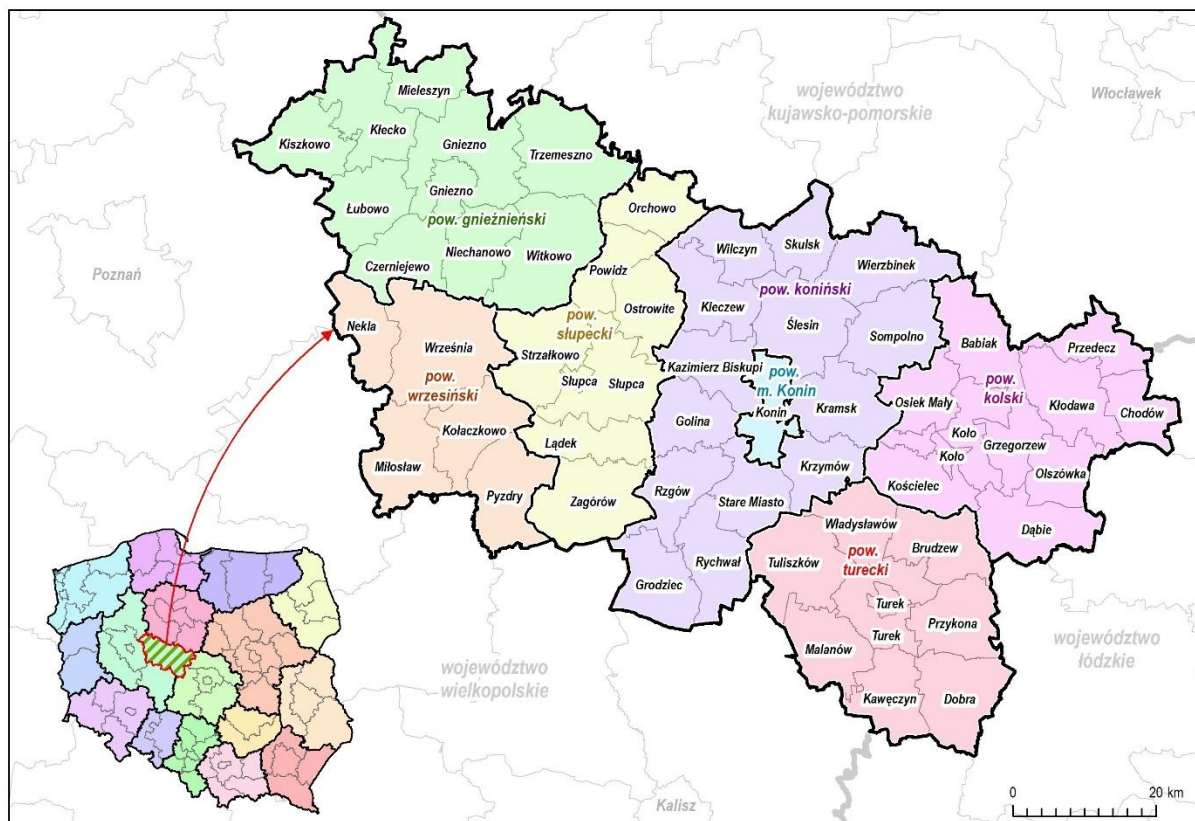 Mieleszyn
województwo
kujawsko-pomorskie
Włocławek
Kłecko
Kiszkowo
Gniezno
Trzemeszno
Gniezno
Łubowo
pow. gnieźnieński
Orchowo
Niechanowo
Witkowo
Wilczyn
Skulsk
Wierzbinek
Czerniejewo
Powidz
Poznań
pow. koniński
Kleczew
Ostrowite
Nekla
pow.
słupecki
Ślesin
Sompolno
Września
Strzałkowo
Babiak
Przedecz
Kazimierz Biskupi
pow.
wrzesiński
Słupca
Słupca
pow.
m. Konin
pow.
kolski
Osiek Mały
Kłodawa
Chodów
Kołaczkowo
Golina
Konin
Kramsk
Koło
Grzegorzew
Koło
Lądek
Miłosław
Krzymów
Olszówka
Kościelec
Pyzdry
Zagórów
Rzgów
Stare Miasto
Władysławów
Dąbie
Brudzew
Tuliszków
pow.
turecki
Rychwał
Grodziec
Turek
Przykona
Turek
Malanów
województwo
wielkopolskie
województwo
łódzkie
Kawęczyn
Dobra
Kalisz
0 20 km